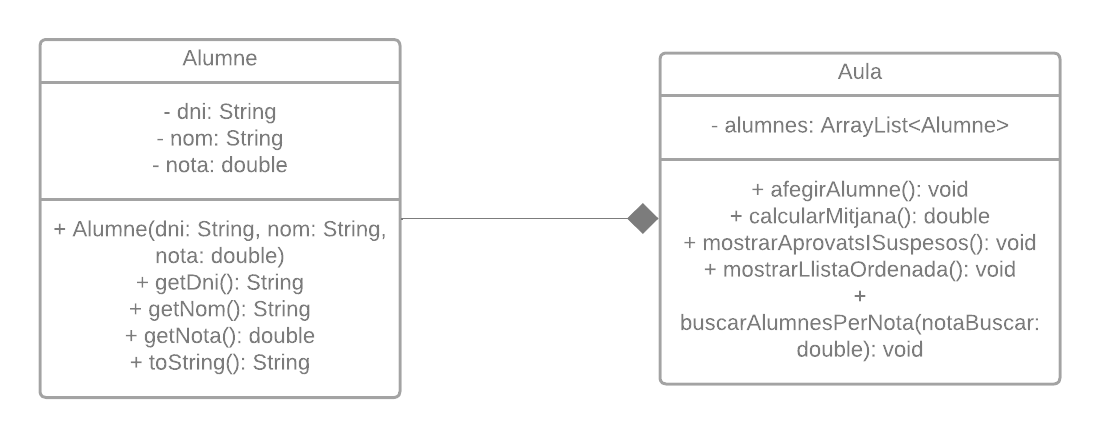 Alumne
- dni: String
- nom: String
- nota: double
+ Alumne(dni: String, nom: String,
nota: double)
+ getDni(): String
+ getNom(): String
+ getNota(): double
+ toString(): String
Aula
- alumnes: ArrayList<Alumne>
+ afegirAlumne(): void
+ calcularMitjana(): double
+ mostrarAprovatsISuspesos(): void
+ mostrarLlistaOrdenada(): void
+
buscarAlumnesPerNota(notaBuscar:
double): void